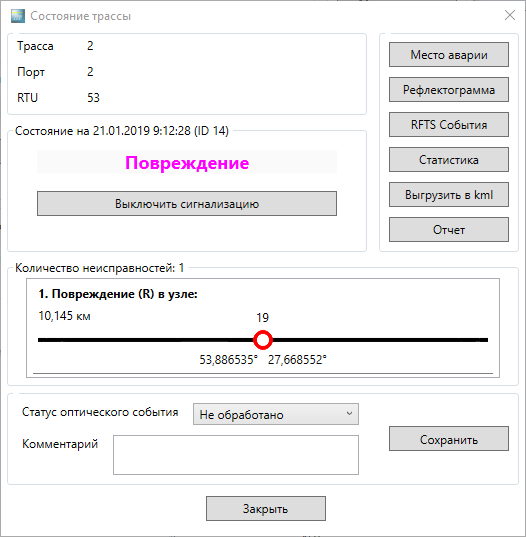 Состояние трассы
Трасса 2
Порт 2
RTU 53
Место аварии
Рефлектограмма
RFTS События
Статистика
Выгрузить в kml
Отчет
Состояние на 21.01.2019 9:12:28 (ID 14)
Повреждение
Выключить сигнализацию
Количество неисправностей: 1
1. Повреждение (R) в узле:
10,145 км
19
53,886535° 27,668552°
Статус оптического события Не обработано
Комментарий
Сохранить
Закрыть